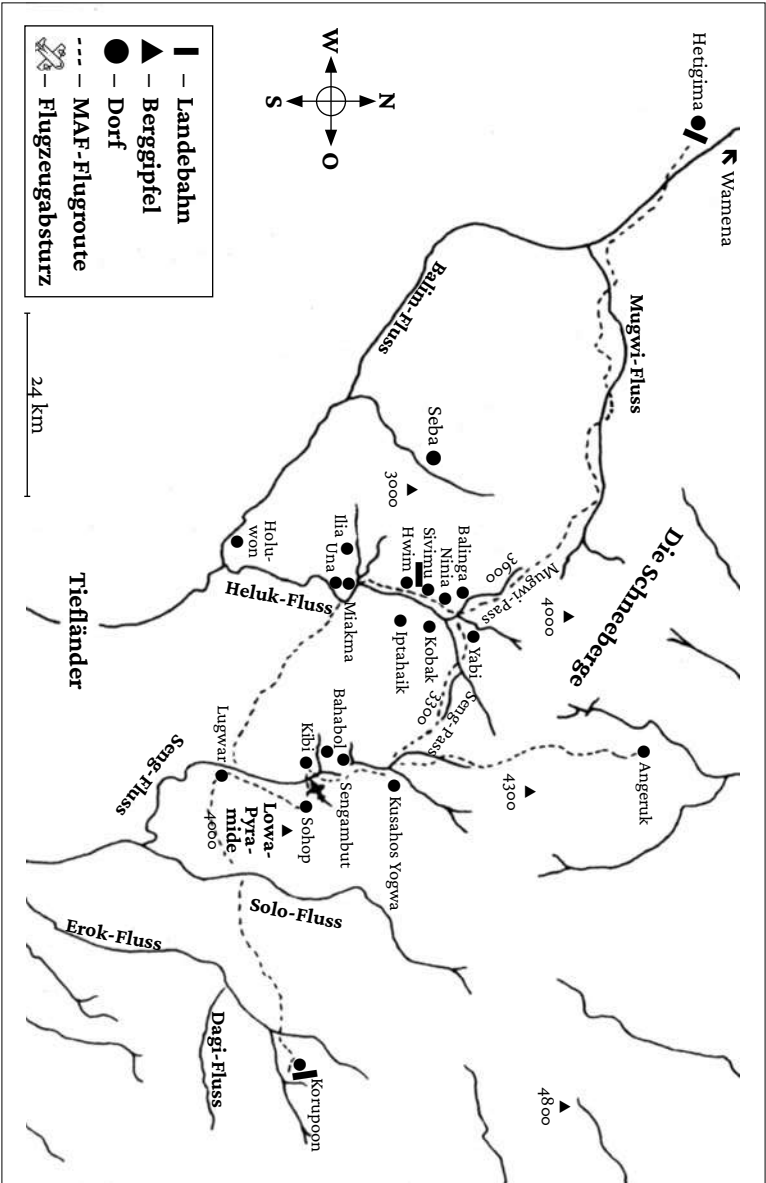 Hetigima
Wamena
W
N
S
O
– Landebahn
– Berggipfel
– Dorf
– MAF-Flugroute
– Flugzeugabsturz
24 km
Balim-Fluss
Mugwi-Fluss
Seba
3000
Die Schneeberge
4000
3600
Mugwi-Pass
Balinga
Ninia
Sivimu
Hwim
Yabi
Kobak
Iptahaik
Ilia
Una
Miakma
Holu-
won
Heluk-Fluss
Tiefländer
Seng-Pass
3300
Angeruk
4300
Kusahos Yogwa
Sengambut
Bahabol
Kibi
Sohop
Lugwar
Lowa-
Pyra-
mide
4000
Seng-Fluss
Solo-Fluss
Erok-Fluss
Dagi-Fluss
Korupoon
4800